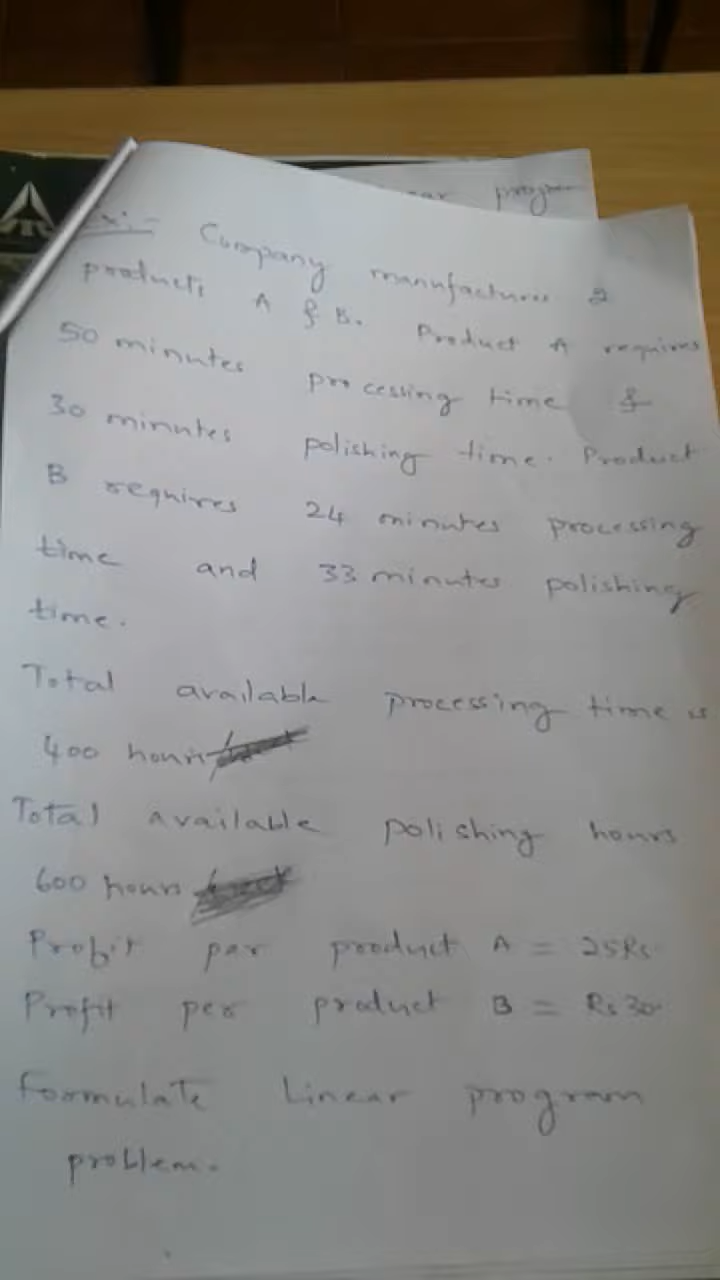 program
Ex:- Company manufactures 2
products A & B. Product A requires
50 minutes processing time &
30 minutes polishing time. Product
B requires 24 minutes processing
time and 33 minutes polishing
time.
Total available processing time is
400 hours
Total available polishing hours
600 hours
Profit per product A = 25Rs
Profit per product B = Rs 30
Formulate Linear program
problem.